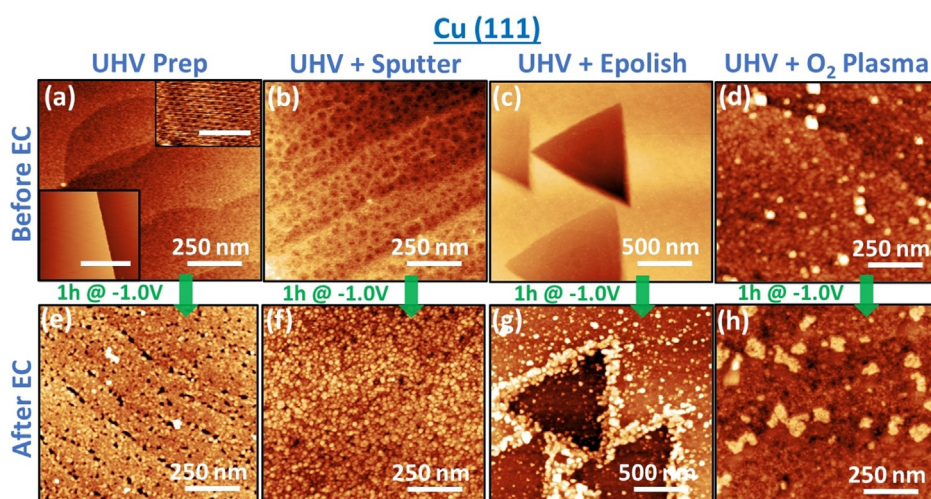 Cu (111)
UHV Prep UHV + Sputter UHV + Epolish UHV + O₂ Plasma
Before EC
(a) (b) (c) (d)
250 nm 250 nm 500 nm 250 nm
1h @ -1.0V 1h @ -1.0V 1h @ -1.0V 1h @ -1.0V
After EC
(e) (f) (g) (h)
250 nm 250 nm 500 nm 250 nm